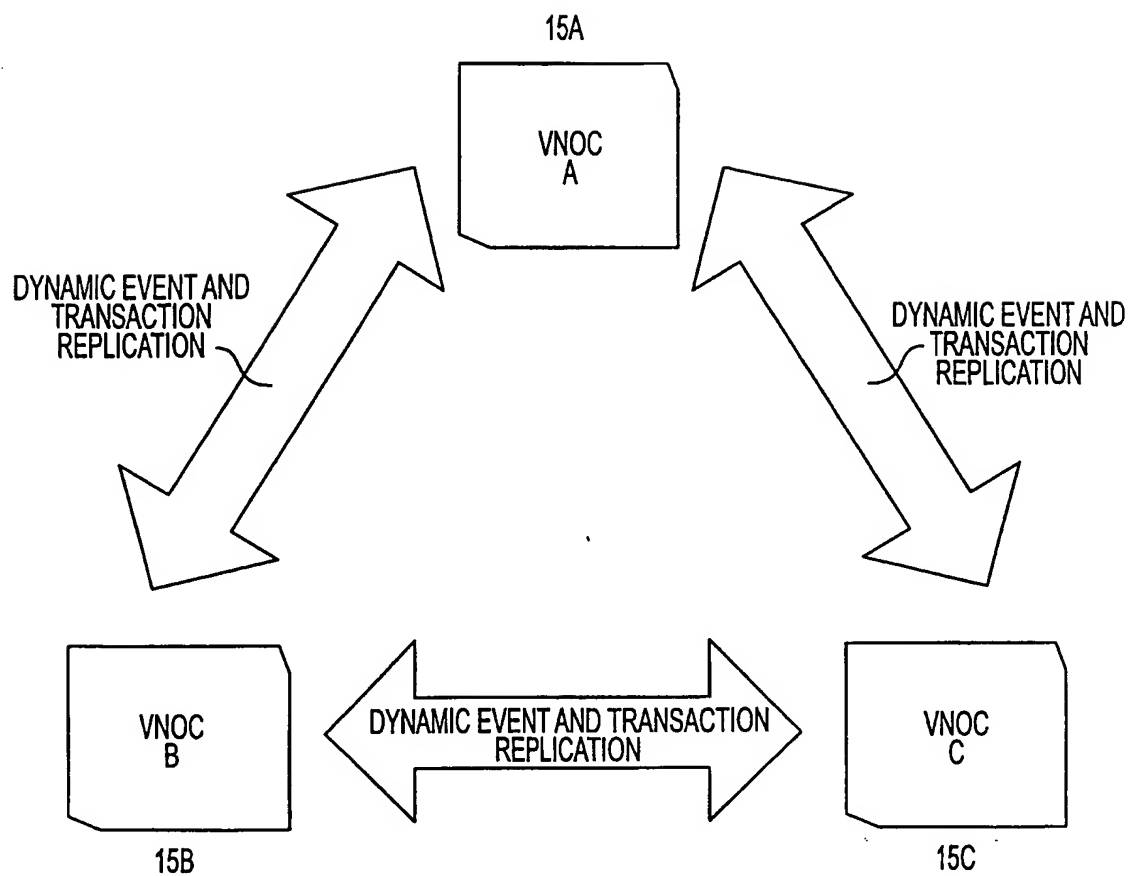 15A
VNOC
A
DYNAMIC EVENT AND
TRANSACTION
REPLICATION
DYNAMIC EVENT AND
TRANSACTION
REPLICATION
VNOC
B
DYNAMIC EVENT AND TRANSACTION
REPLICATION
VNOC
C
15B
15C